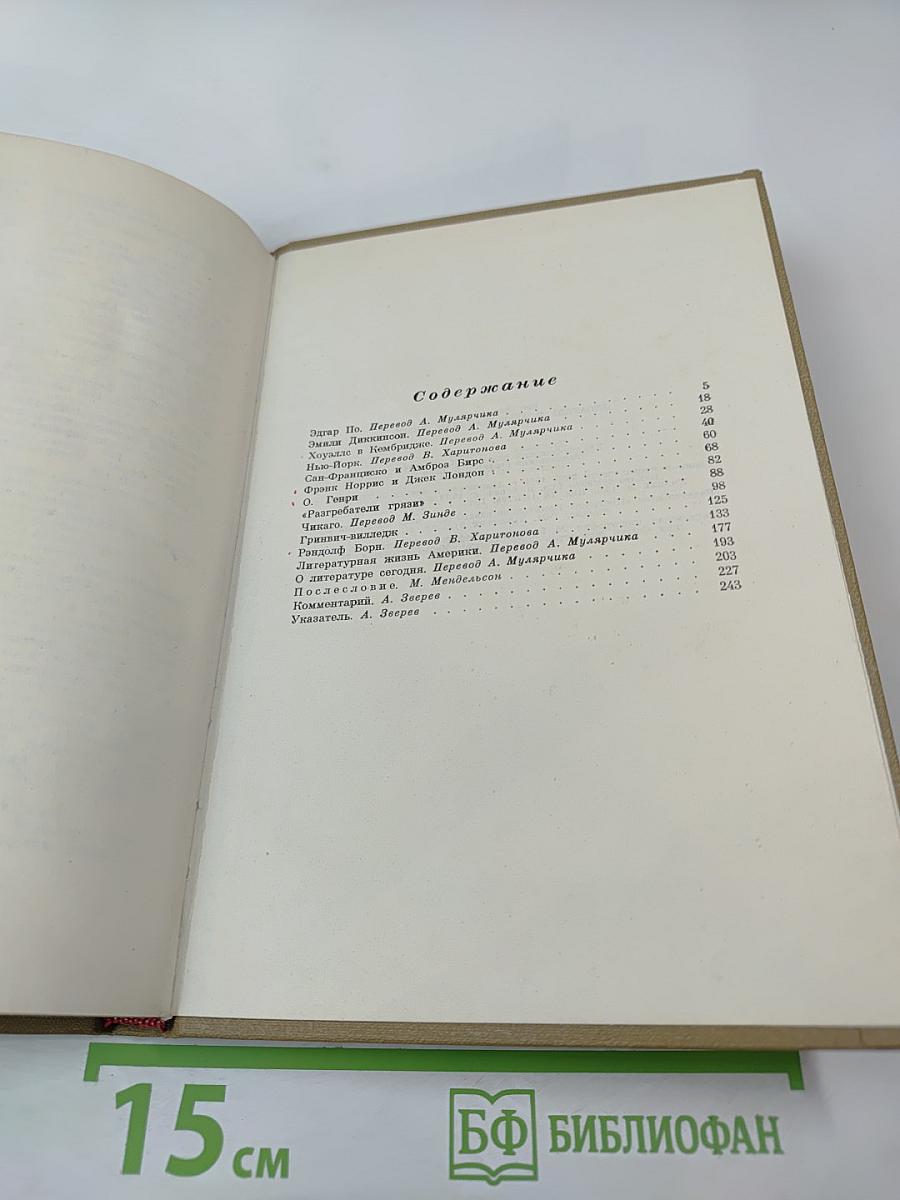 Содержание
Эдгар По. Перевод А. Мулярчика . . . . . . . . . 5
Эмили Диккинсон. Перевод А. Мулярчика . . . . . . . 18
Хоуэллс в Кембридже. Перевод А. Мулярчика . . . . . . 28
Нью-Йорк. Перевод В. Харитонова . . . . . . . . . 40
Сан-Франциско и Амброз Бирс . . . . . . . . . . 60
Фрэнк Норрис и Джек Лондон . . . . . . . . . . 68
О. Генри . . . . . . . . . . . . . . . 82
«Разгребатели грязи» . . . . . . . . . . . . 88
Чикаго. Перевод М. Зинде . . . . . . . . . . . 98
Гринвич-вилледж . . . . . . . . . . . . . 125
Рэндолф Борн. Перевод В. Харитонова . . . . . . . . 133
Литературная жизнь Америки. Перевод А. Мулярчика . . . . 177
О литературе сегодня. Перевод А. Мулярчика . . . . . . 193
Послесловие. М. Мендельсон . . . . . . . . . . 203
Комментарий. А. Зверев . . . . . . . . . . . 227
Указатель. А. Зверев . . . . . . . . . . . . 243
15 см
БФ БИБЛИОФАН